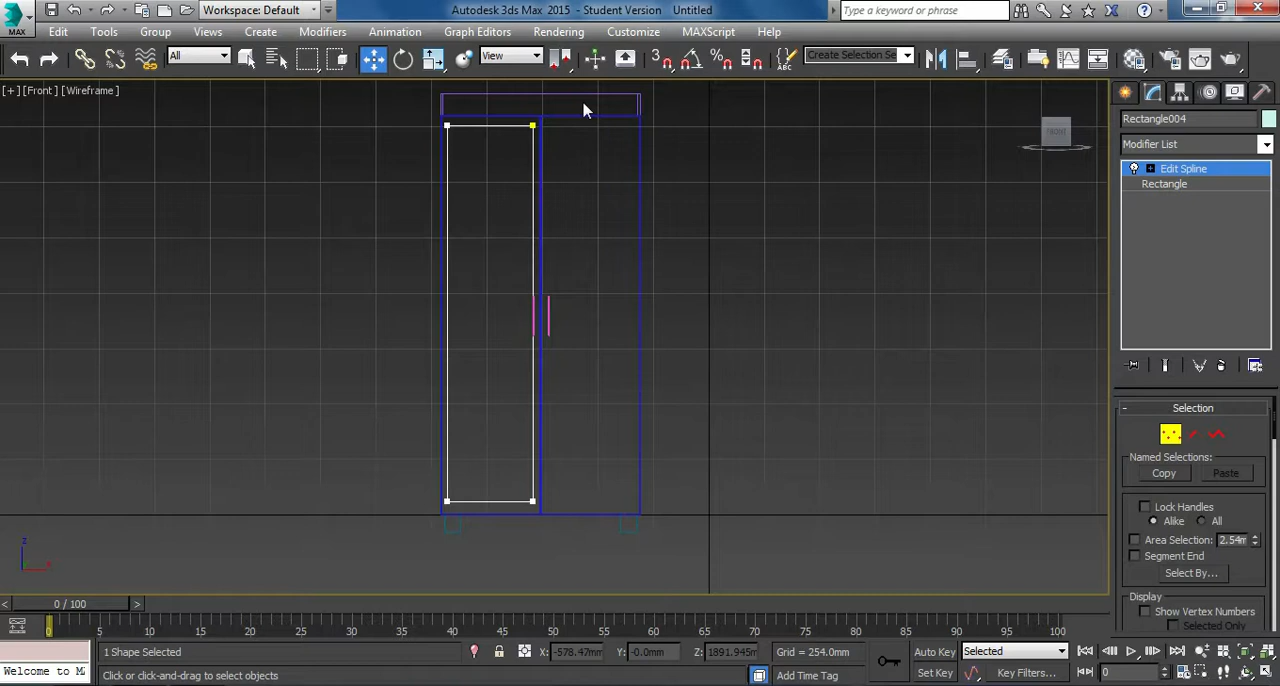 Workspace: Default
Autodesk 3ds Max 2015 - Student Version Untitled
Type a keyword or phrase
MAX
Edit Tools Group Views Create Modifiers Animation Graph Editors Rendering Customize MAXScript Help
All View 3 Create Selection Se
[+] [Front] [Wireframe]
FRONT
Rectangle004
Modifier List
Edit Spline
Rectangle
Selection
Named Selections:
Copy Paste
Lock Handles
Alike All
Area Selection: 2.54m
Segment End
Select By...
Display
Show Vertex Numbers
Selected Only
z
x
0 / 100
0 5 10 15 20 25 30 35 40 45 50 55 60 65 70 75 80 85 90 95 100
1 Shape Selected X: -578.47m Y: -0.0mm Z: 1891.945m Grid = 254.0mm Auto Key Selected
Welcome to M Click or click-and-drag to select objects Add Time Tag Set Key Key Filters... 0